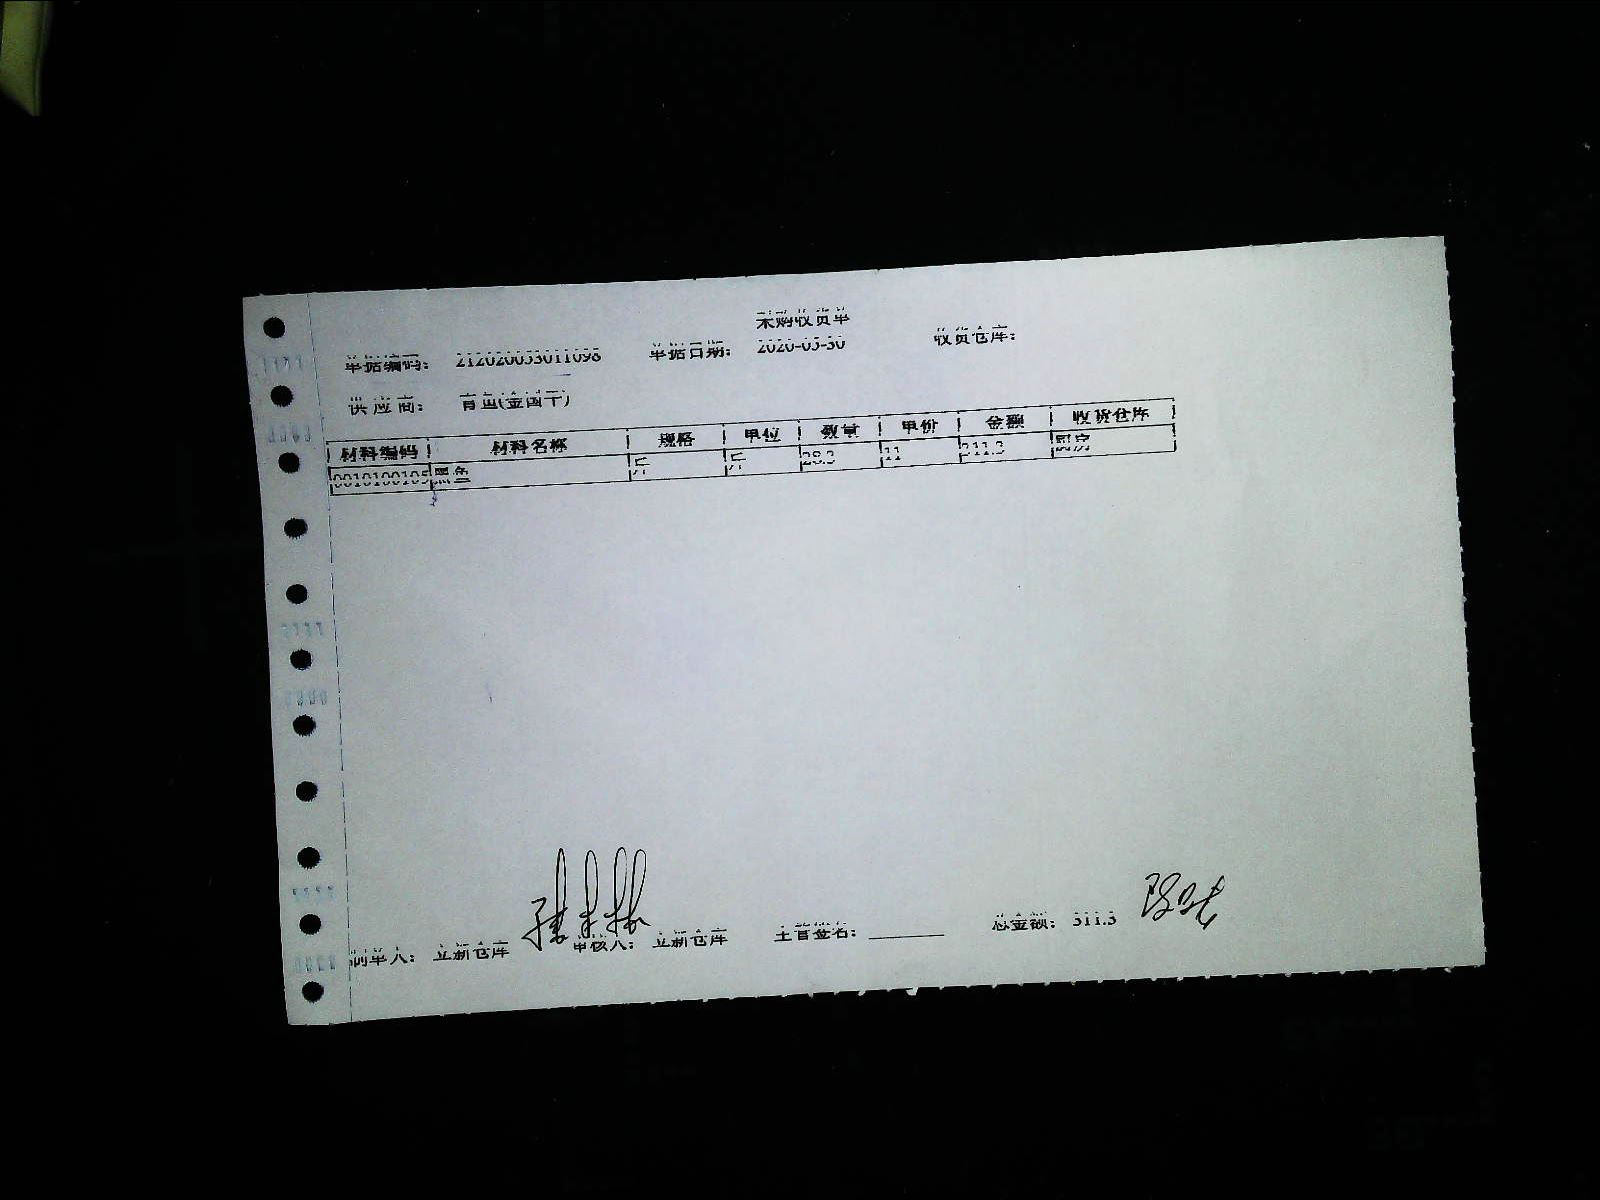 采购收货单
单据编码: 212020033011098 单据日期: 2020-03-30 收货仓库:
供应商: 青鱼(金国干)
材料编码 材料名称 规格 单位 数量 单价 金额 收货仓库
0010100105 黑鱼 斤 斤 28.3 11 311.3 厨房
制单人: 立新仓库 审核人: 立新仓库 主管签名: 总金额: 311.3